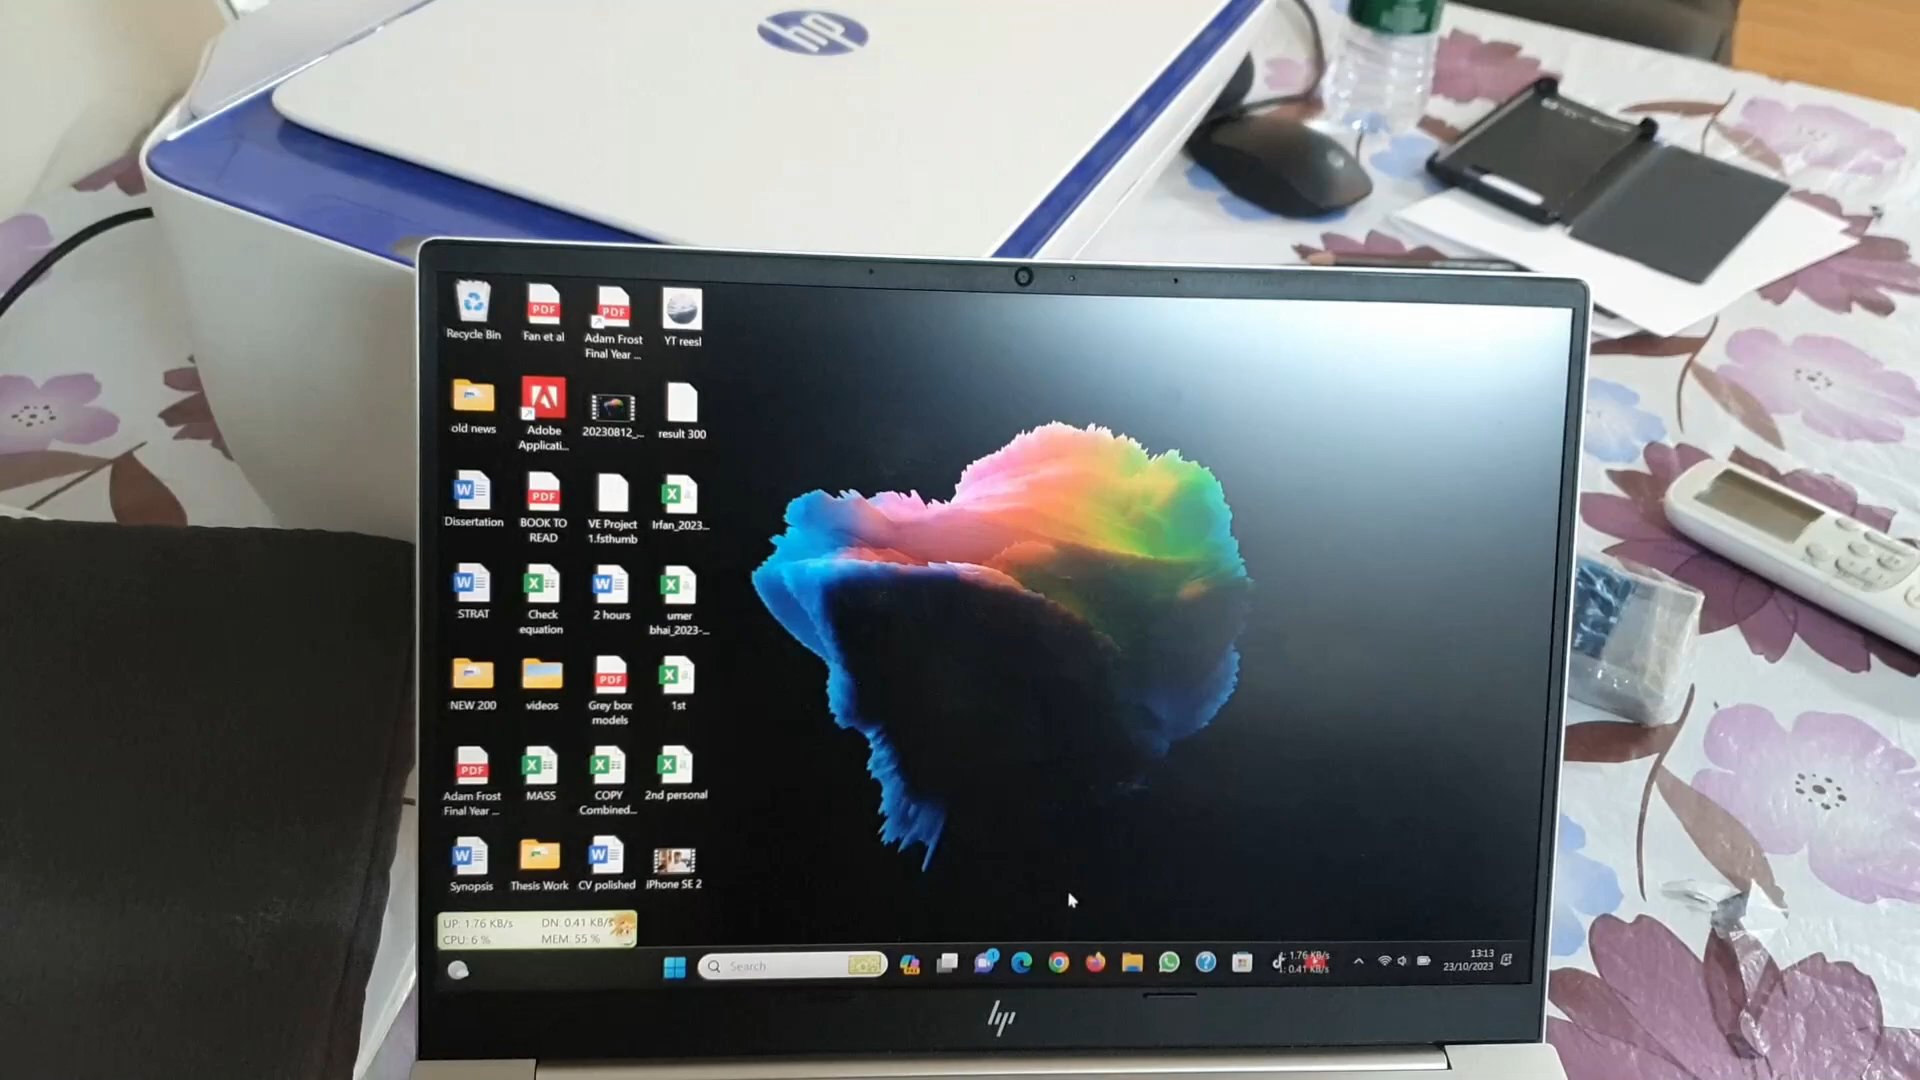 hp
Recycle Bin
Fan et al
Adam Frost
Final Year ...
YT reesl
old news
Adobe
Applicati...
20230812_...
result 300
Dissertation
BOOK TO
READ
VE Project
1.fsthumb
Irfan_2023...
STRAT
Check
equation
2 hours
umer
bhai_2023-...
NEW 200
videos
Grey box
models
1st
Adam Frost
Final Year ...
MASS
COPY
Combined...
2nd personal
Synopsis
Thesis Work
CV polished
iPhone SE 2
PDF
PDF
PDF
PDF
PDF
UP: 1.76 KB/s
DN: 0.41 KB/s
CPU: 6 %
MEM: 55 %
Search
1.76 KB/s
0.41 KB/s
13:13
23/10/2023
hp